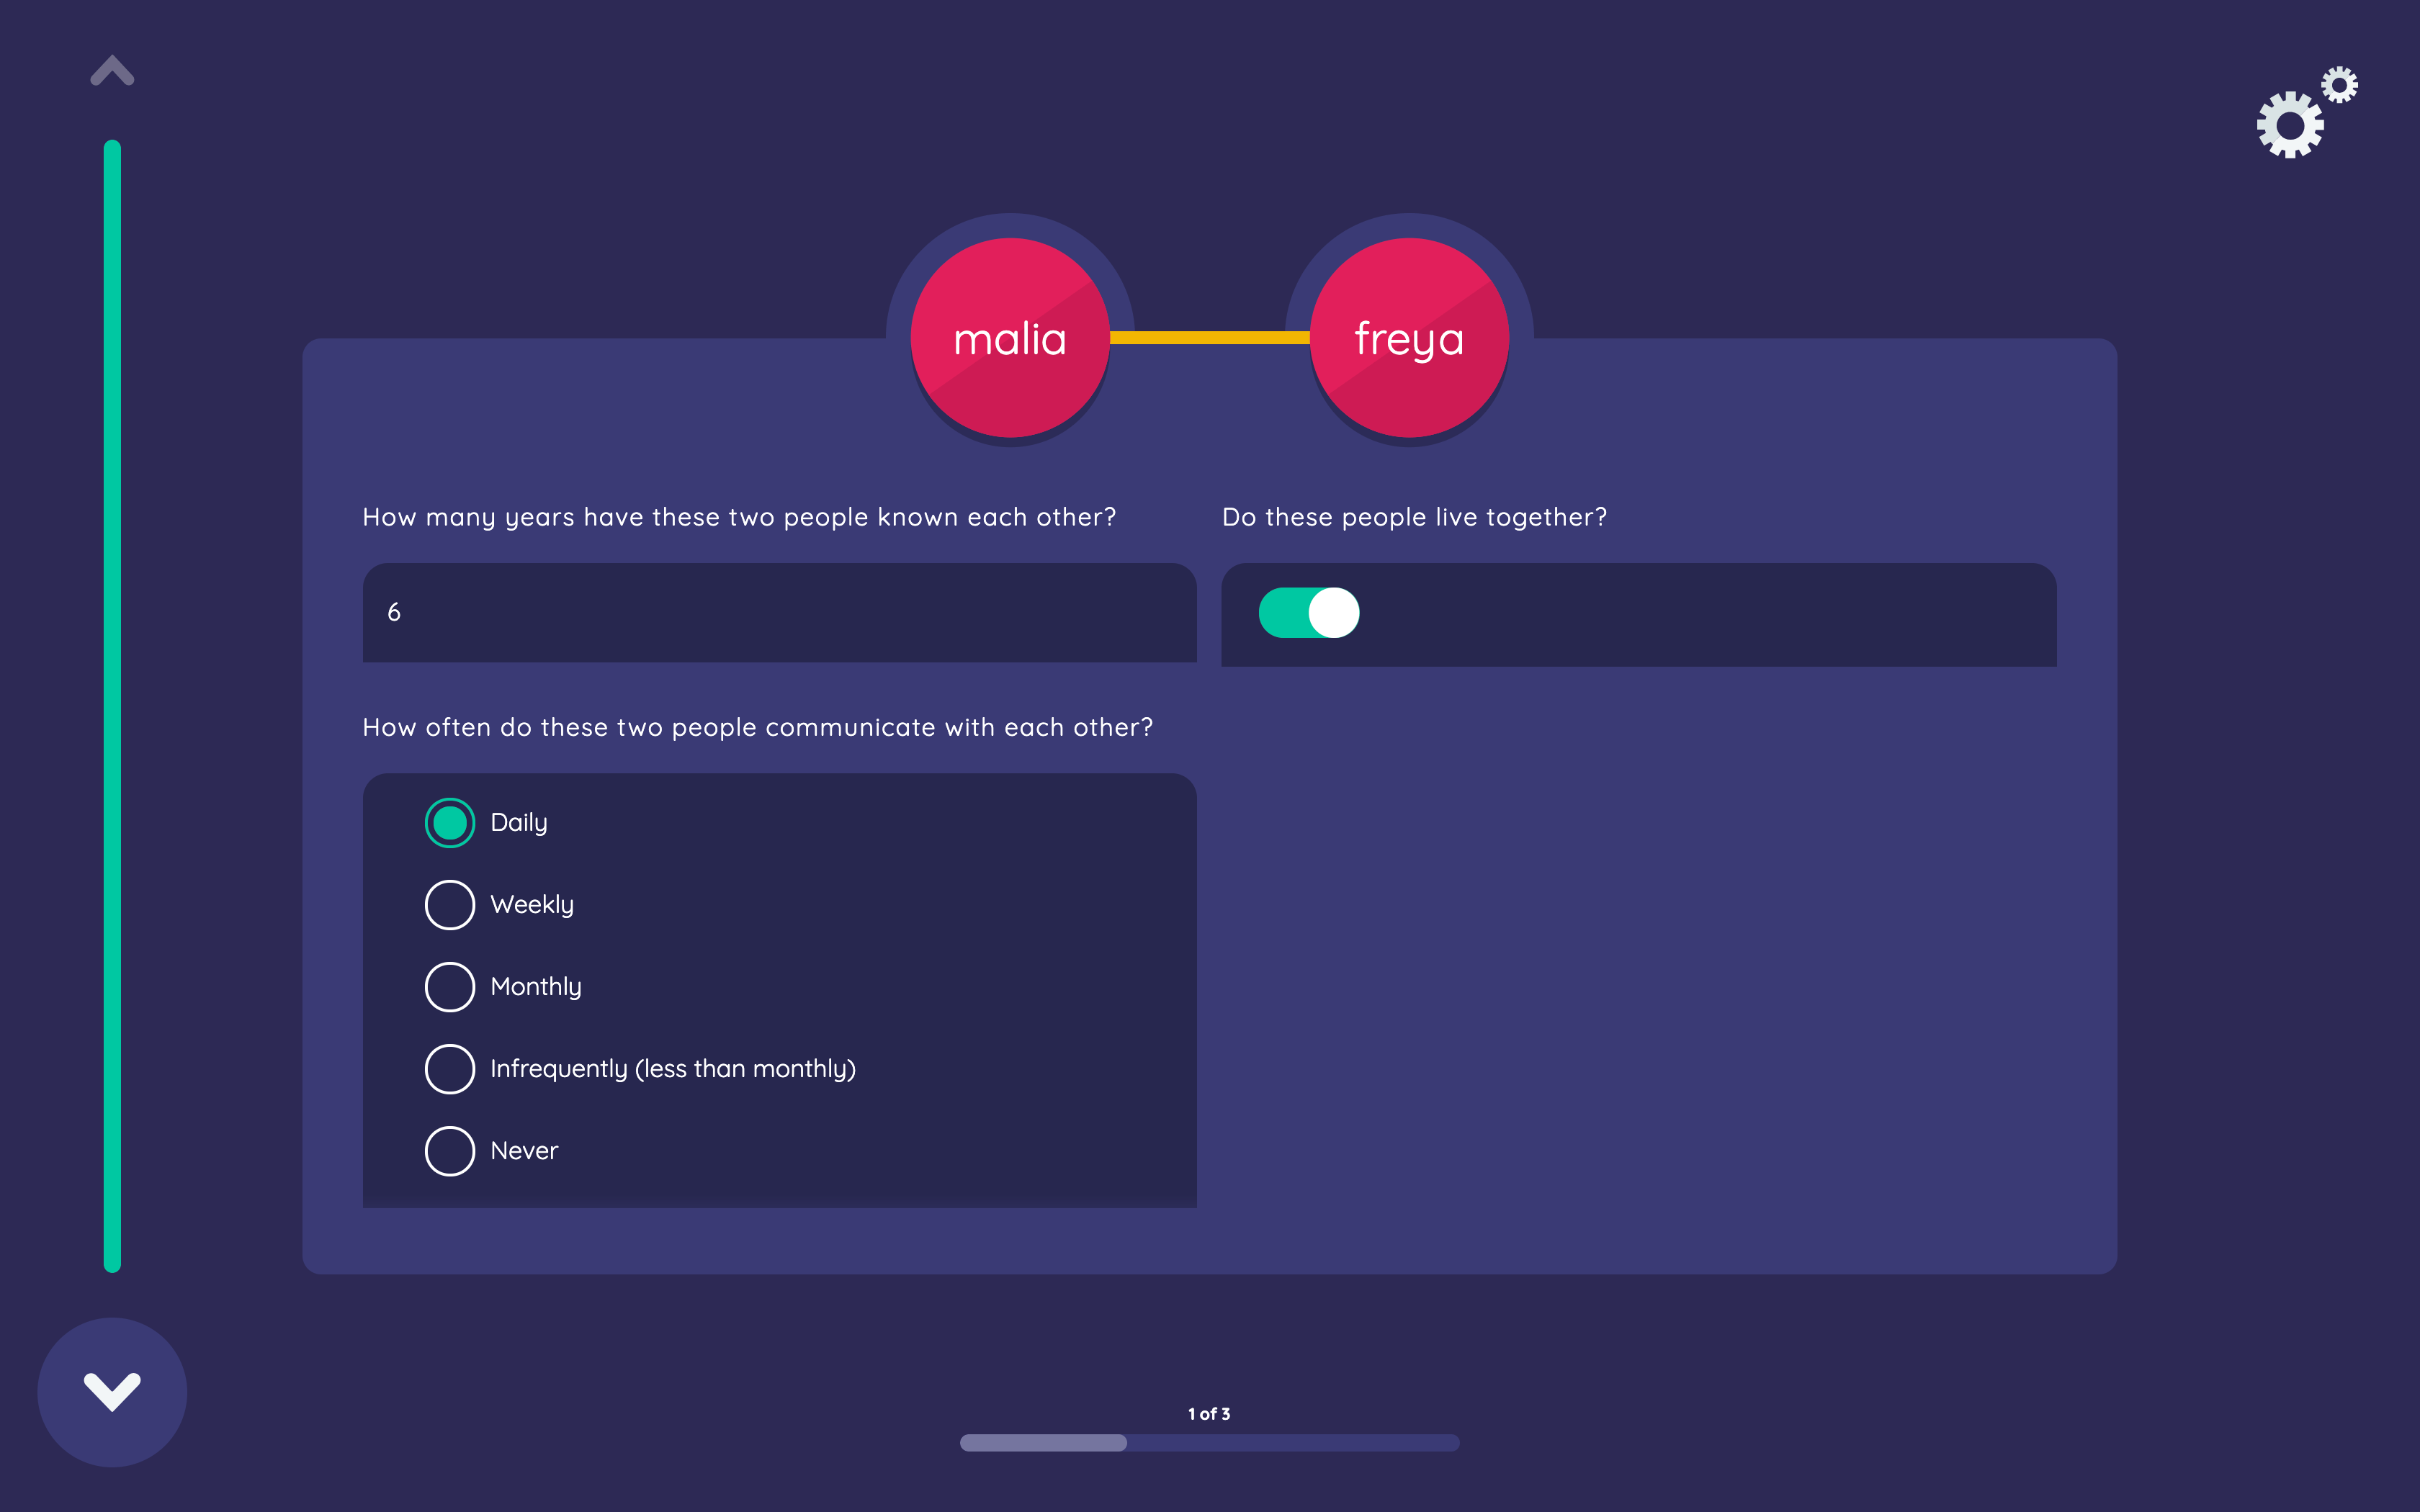 malia
freya
How many years have these two people known each other?
Do these people live together?
6
How often do these two people communicate with each other?
Daily
Weekly
Monthly
Infrequently (less than monthly)
Never
1 of 3